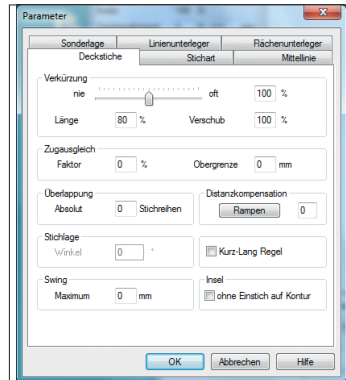 Parameter
Sonderlage Linienunterleger Flächenunterleger
Deckstiche Stichart Mittellinie
Verkürzung
nie oft 100 %
Länge 80 % Verschub 100 %
Zugausgleich
Faktor 0 % Obergrenze 0 mm
Überlappung Distanzkompensation
Absolut 0 Stichreihen Rampen 0
Stichlage
Winkel 0 ° Kurz-Lang Regel
Swing Insel
Maximum 0 mm ohne Einstich auf Kontur
OK Abbrechen Hilfe